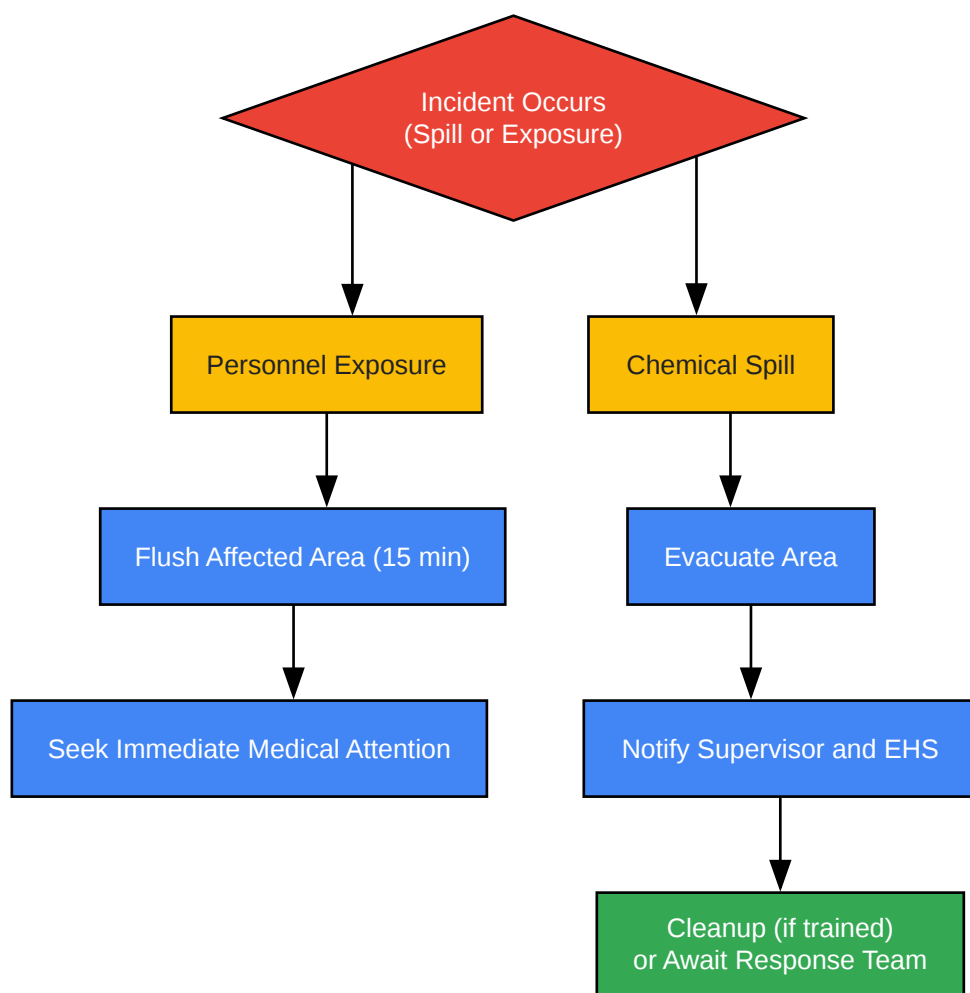 Incident Occurs
(Spill or Exposure)
Personnel Exposure
Chemical Spill
Flush Affected Area (15 min)
Evacuate Area
Seek Immediate Medical Attention
Notify Supervisor and EHS
Cleanup (if trained)
or Await Response Team